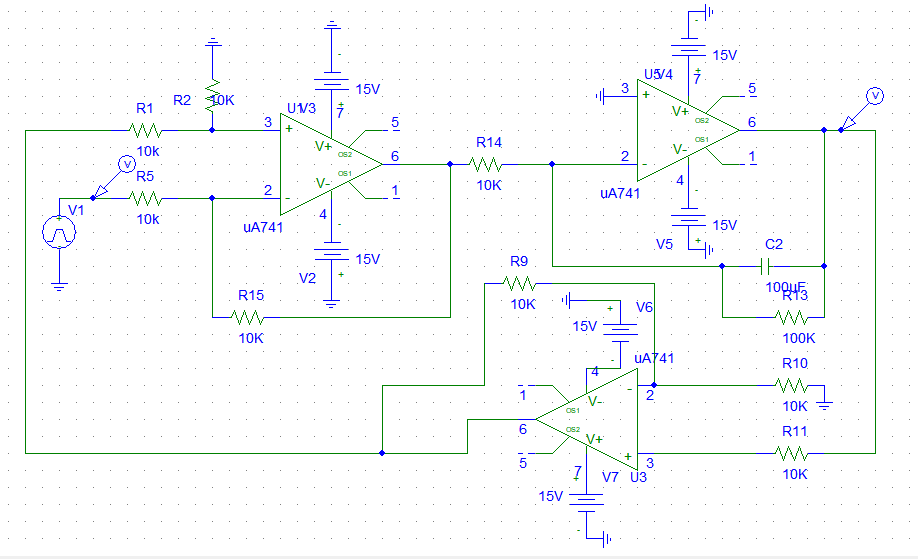 R1
10k
R2
10K
R5
10k
V1
V
3
+
2
-
U1
V3
7
V+
OS2
5
6
OS1
1
V-
4
uA741
-
15V
+
-
15V
+
V2
R15
10K
R14
10K
-
15V
+
U5
V4
7
3
+
V+
OS2
5
6
OS1
1
2
-
V-
4
uA741
-
15V
+
V5
V
C2
100uF
R13
100K
R9
10K
V6
+
15V
-
uA741
4
V-
-
2
1
OS1
6
OS2
5
V+
+
3
7
U3
V7
+
15V
-
R10
10K
R11
10K